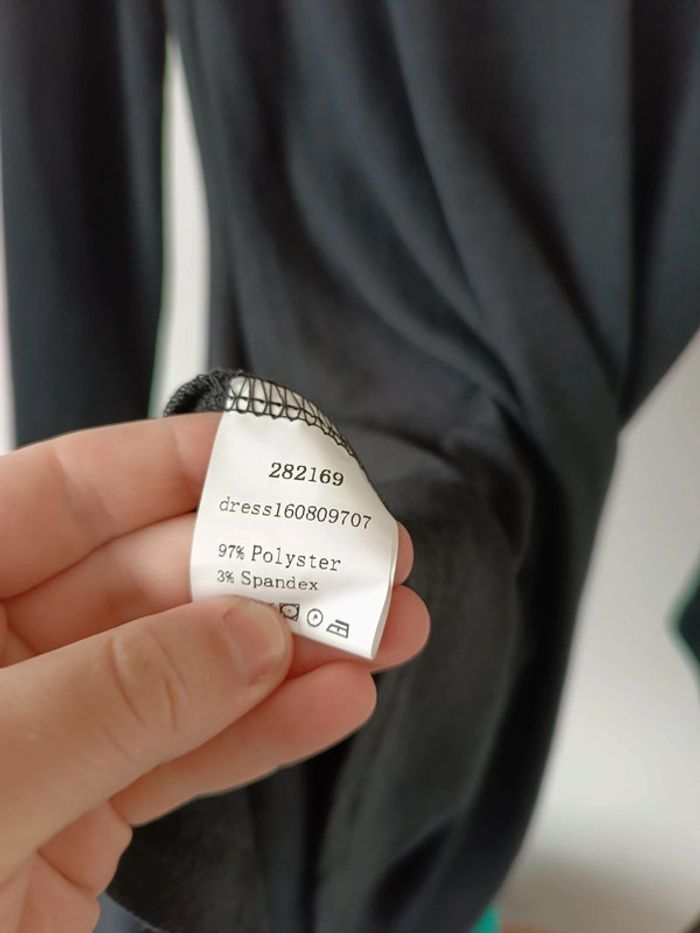 282169
dress160809707
97% Polyster
3% Spandex